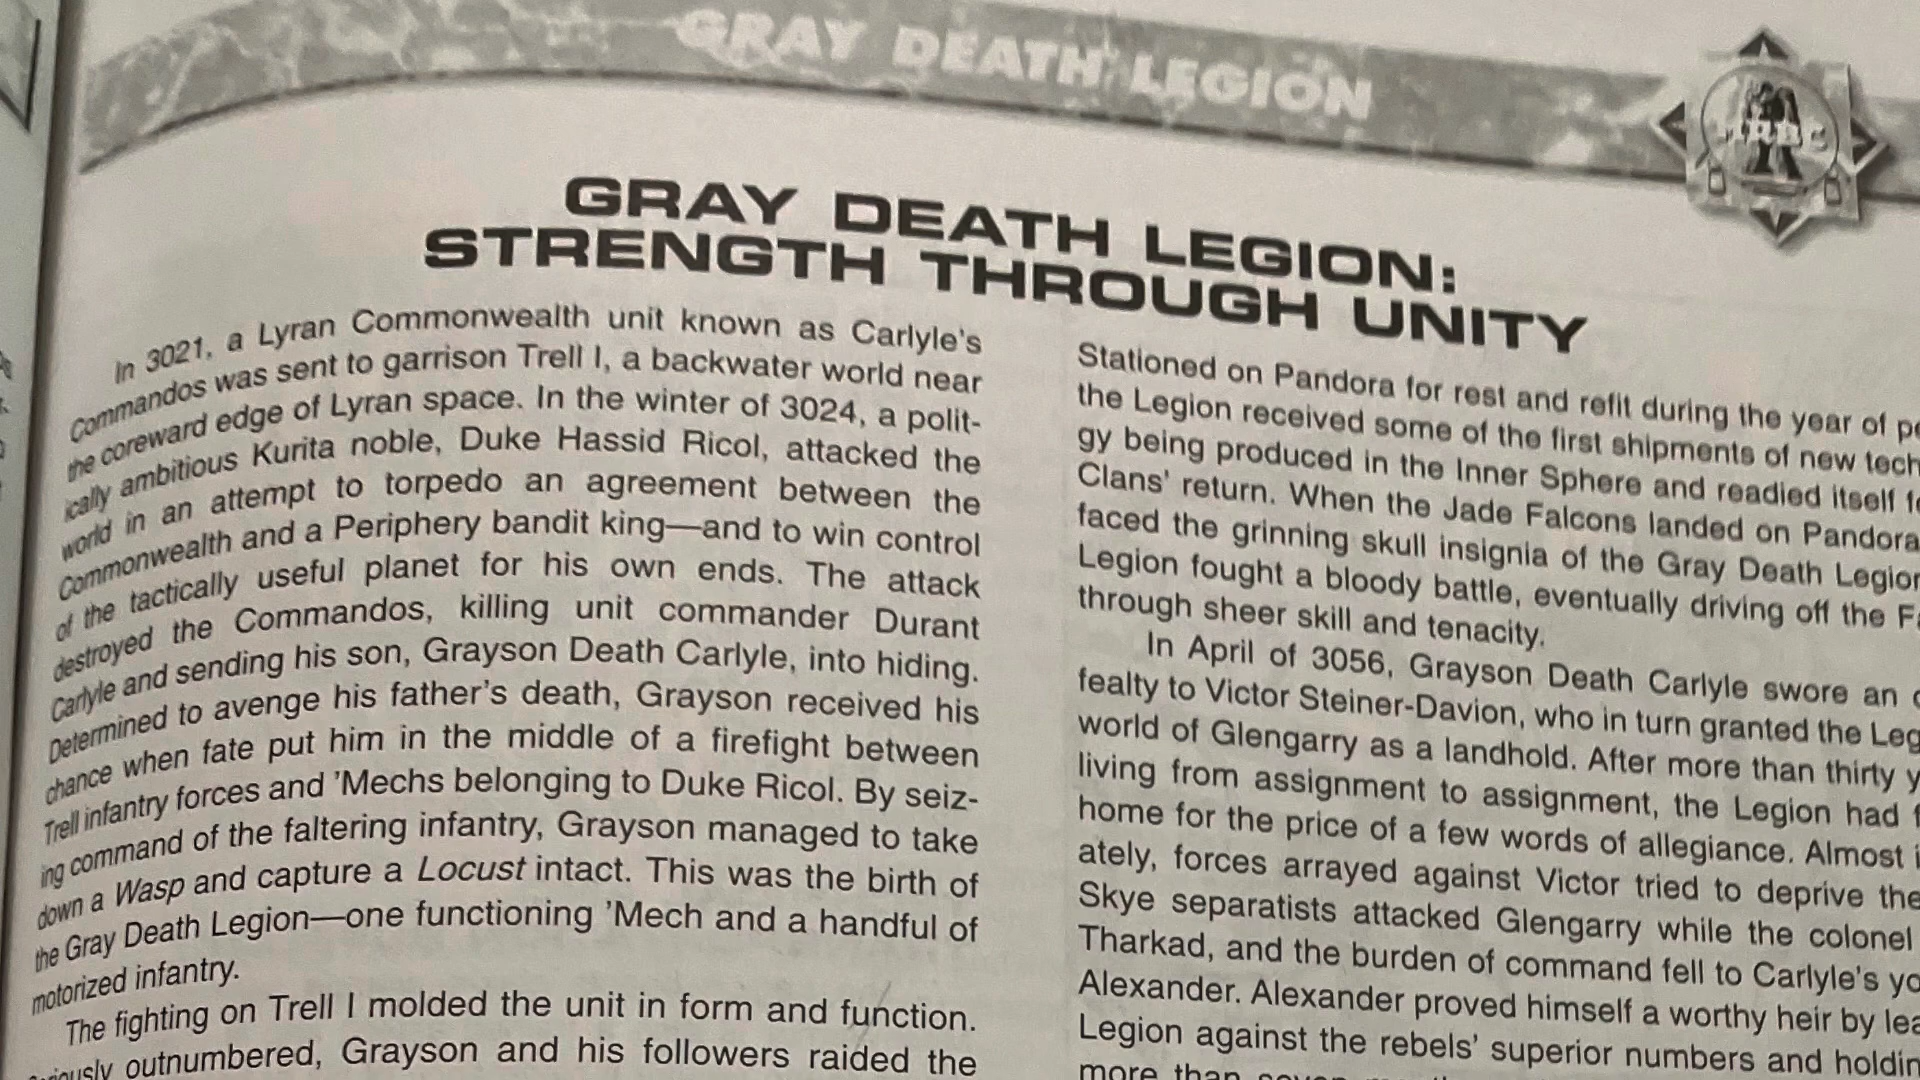 GRAY DEATH LEGION
MRBC
GRAY DEATH LEGION:
STRENGTH THROUGH UNITY
In 3021, a Lyran Commonwealth unit known as Carlyle's
Commandos was sent to garrison Trell I, a backwater world near
the coreward edge of Lyran space. In the winter of 3024, a polit-
ically ambitious Kurita noble, Duke Hassid Ricol, attacked the
world in an attempt to torpedo an agreement between the
Commonwealth and a Periphery bandit king—and to win control
of the tactically useful planet for his own ends. The attack
destroyed the Commandos, killing unit commander Durant
Carlyle and sending his son, Grayson Death Carlyle, into hiding.
Determined to avenge his father's death, Grayson received his
chance when fate put him in the middle of a firefight between
Trell infantry forces and 'Mechs belonging to Duke Ricol. By seiz-
ing command of the faltering infantry, Grayson managed to take
down a Wasp and capture a Locust intact. This was the birth of
the Gray Death Legion—one functioning 'Mech and a handful of
motorized infantry.
The fighting on Trell I molded the unit in form and function.
outnumbered, Grayson and his followers raided the
Stationed on Pandora for rest and refit during the year of
the Legion received some of the first shipments of new tech
gy being produced in the Inner Sphere and readied itself
Clans' return. When the Jade Falcons landed on Pandora
faced the grinning skull insignia of the Gray Death Legion
Legion fought a bloody battle, eventually driving off the
through sheer skill and tenacity.
In April of 3056, Grayson Death Carlyle swore an
fealty to Victor Steiner-Davion, who in turn granted the Leg
world of Glengarry as a landhold. After more than thirty
living from assignment to assignment, the Legion had
home for the price of a few words of allegiance. Almost
ately, forces arrayed against Victor tried to deprive the
Skye separatists attacked Glengarry while the colonel
Tharkad, and the burden of command fell to Carlyle's
Alexander. Alexander proved himself a worthy heir by
Legion against the rebels' superior numbers and
more than